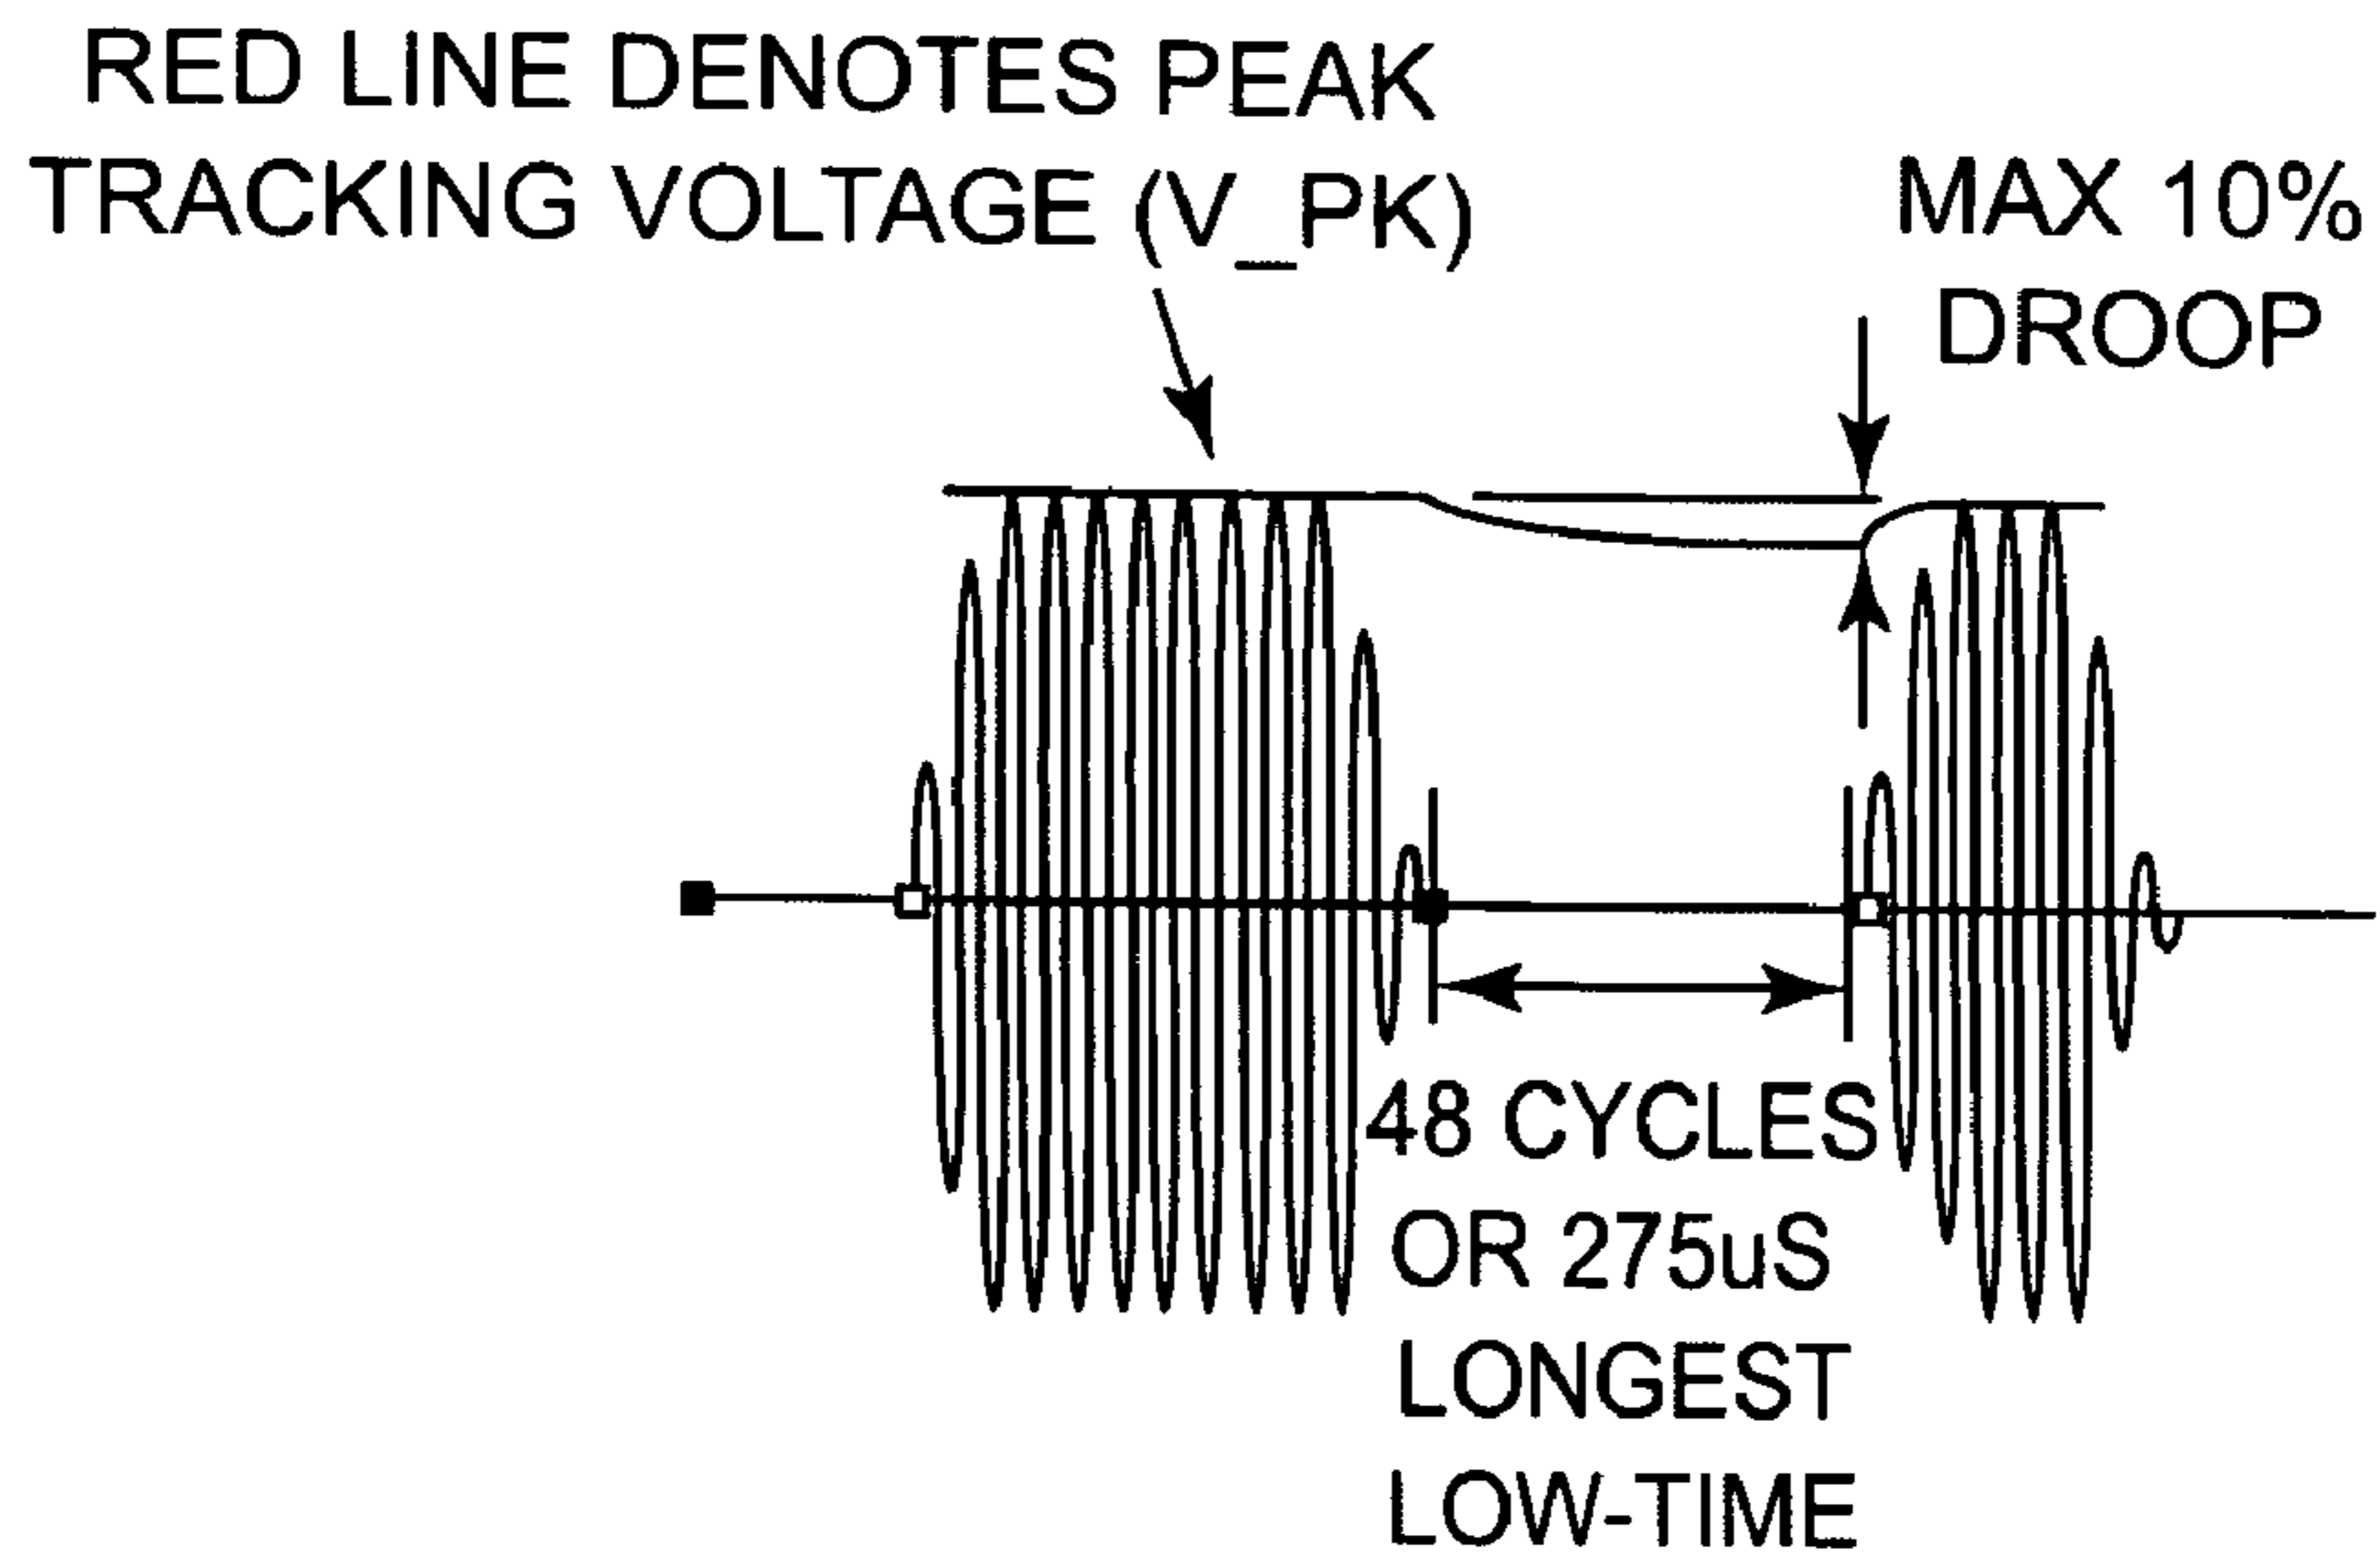 RED LINE DENOTES PEAK
TRACKING VOLTAGE (V_PK)
MAX 10%
DROOP
48 CYCLES
OR 275uS
LONGEST
LOW-TIME